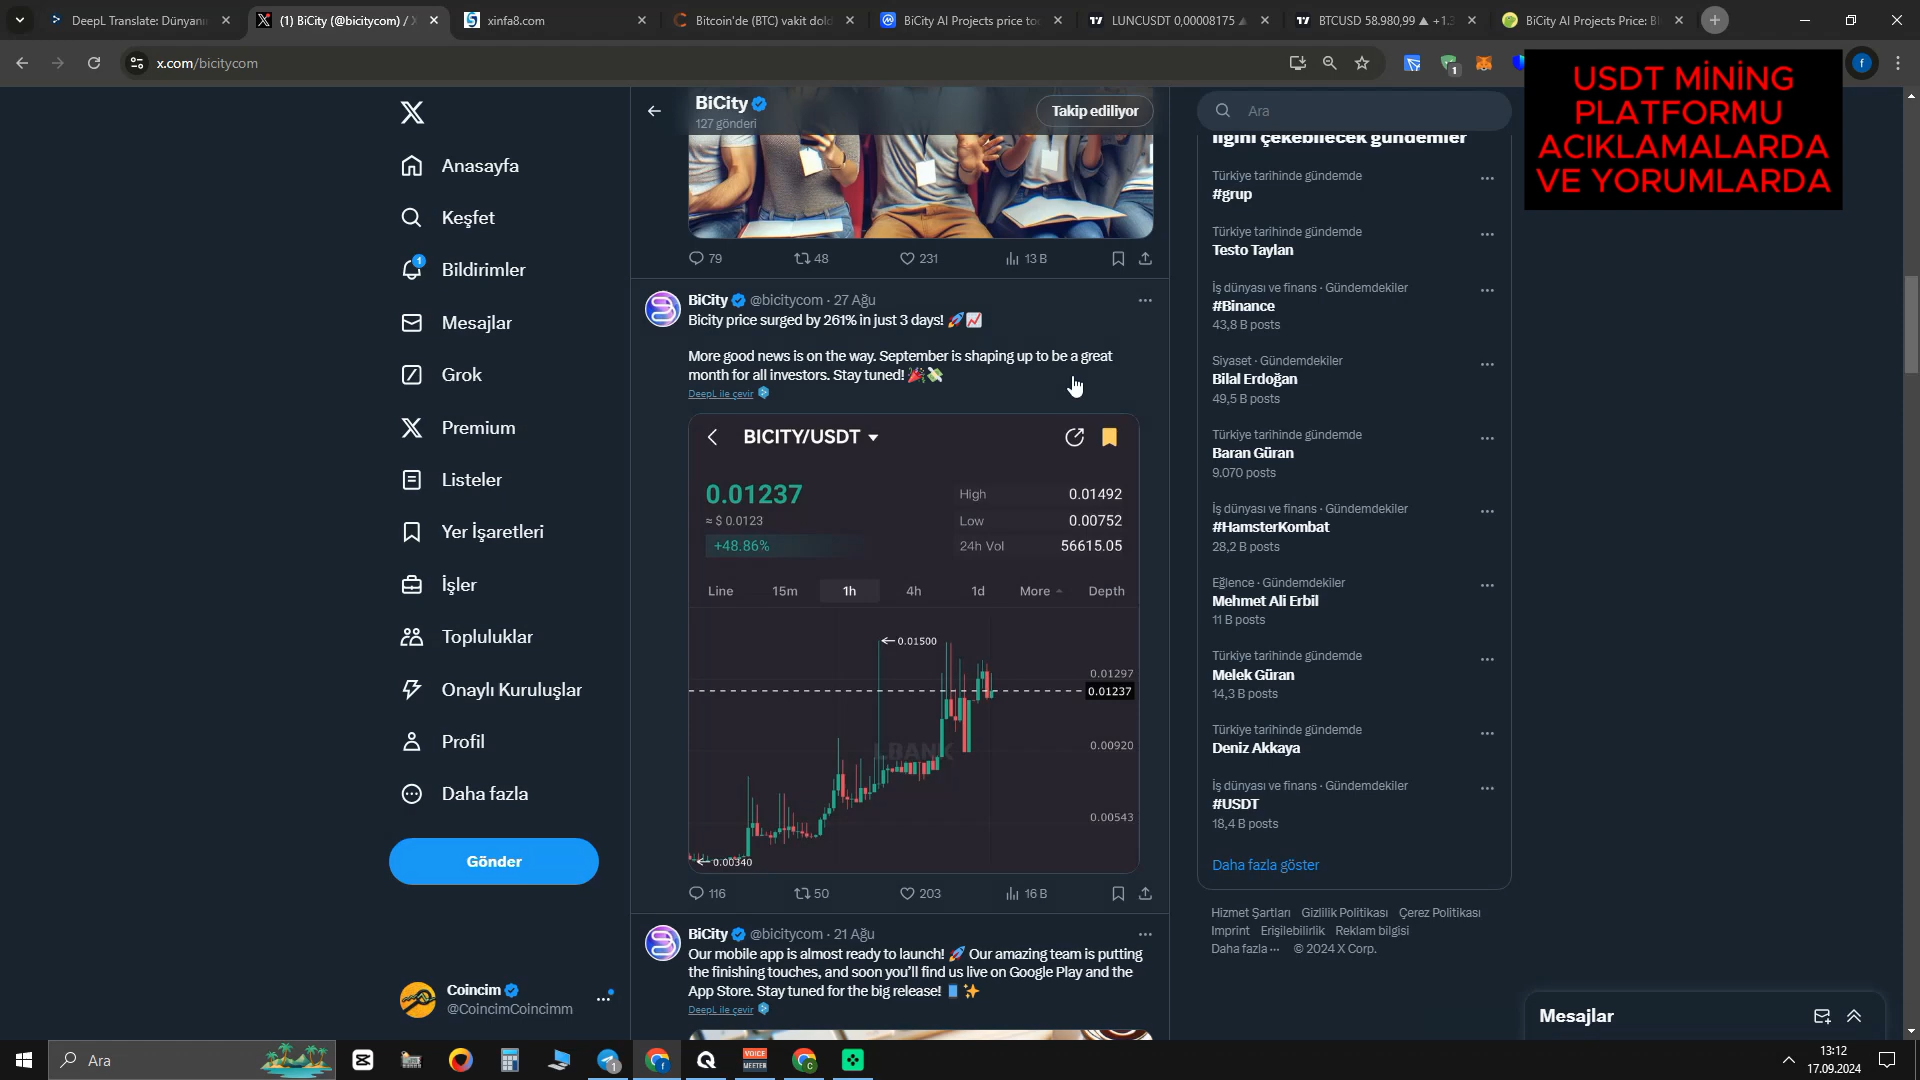 DeepL Translate: Dünyanı
(1) BiCity (@bicitycom) / X
xinfa8.com
Bitcoin'de (BTC) vakit dold
BiCity AI Projects price to
LUNCUSDT 0,00008175 ▲
BTCUSD 58.980,99 ▲ +1.
BiCity AI Projects Price: B
x.com/bicitycom
USDT MİNİNG
PLATFORMU
ACIKLAMALARDA
VE YORUMLARDA
Anasayfa
Keşfet
1
Bildirimler
Mesajlar
Grok
Premium
Listeler
Yer İşaretleri
İşler
Topluluklar
Onaylı Kuruluşlar
Profil
Daha fazla
Gönder
Coincim
@CoincimCoincimm
BiCity
127 gönderi
Takip ediliyor
79 48 231 13 B
BiCity @bicitycom · 27 Ağu
Bicity price surged by 261% in just 3 days! 🚀📈
More good news is on the way. September is shaping up to be a great
month for all investors. Stay tuned! 🎉💸
DeepL ile çevir
BICITY/USDT
0.01237
≈ $ 0.0123
+48.86%
High 0.01492
Low 0.00752
24h Vol 56615.05
Line 15m 1h 4h 1d More Depth
0.01500
0.01297
0.01237
LBANK
0.00920
0.00543
0.00340
116 50 203 16 B
BiCity @bicitycom · 21 Ağu
Our mobile app is almost ready to launch! 🚀 Our amazing team is putting
the finishing touches, and soon you'll find us live on Google Play and the
App Store. Stay tuned for the big release! 📱✨
DeepL ile çevir
Ara
İlgini çekebilecek gündemler
Türkiye tarihinde gündemde
#grup
Türkiye tarihinde gündemde
Testo Taylan
İş dünyası ve finans · Gündemdekiler
#Binance
43,8 B posts
Siyaset · Gündemdekiler
Bilal Erdoğan
49,5 B posts
Türkiye tarihinde gündemde
Baran Güran
9.070 posts
İş dünyası ve finans · Gündemdekiler
#HamsterKombat
28,2 B posts
Eğlence · Gündemdekiler
Mehmet Ali Erbil
11 B posts
Türkiye tarihinde gündemde
Melek Güran
14,3 B posts
Türkiye tarihinde gündemde
Deniz Akkaya
İş dünyası ve finans · Gündemdekiler
#USDT
18,4 B posts
Daha fazla göster
Hizmet Şartları Gizlilik Politikası Çerez Politikası
Imprint Erişilebilirlik Reklam bilgisi
Daha fazla ··· © 2024 X Corp.
Mesajlar
Ara
VOICE
MEETER
13:12
17.09.2024